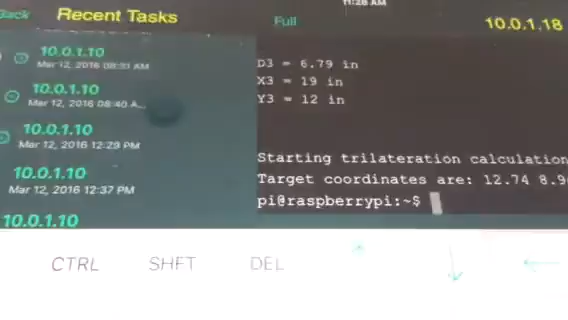 Back
Recent Tasks
Full
11:28 AM
10.0.1.18
10.0.1.10
Mar 12, 2016 08:40 A...
10.0.1.10
Mar 12, 2016
10.0.1.10
Mar 12, 2016 12:29 PM
10.0.1.10
Mar 12, 2016 12:37 PM
10.0.1.10
D3 = 6.79 in
X3 = 19 in
Y3 = 12 in
Starting trilateration calculation
Target coordinates are: 12.74
pi@raspberrypi:~$
CTRL
SHFT
DEL